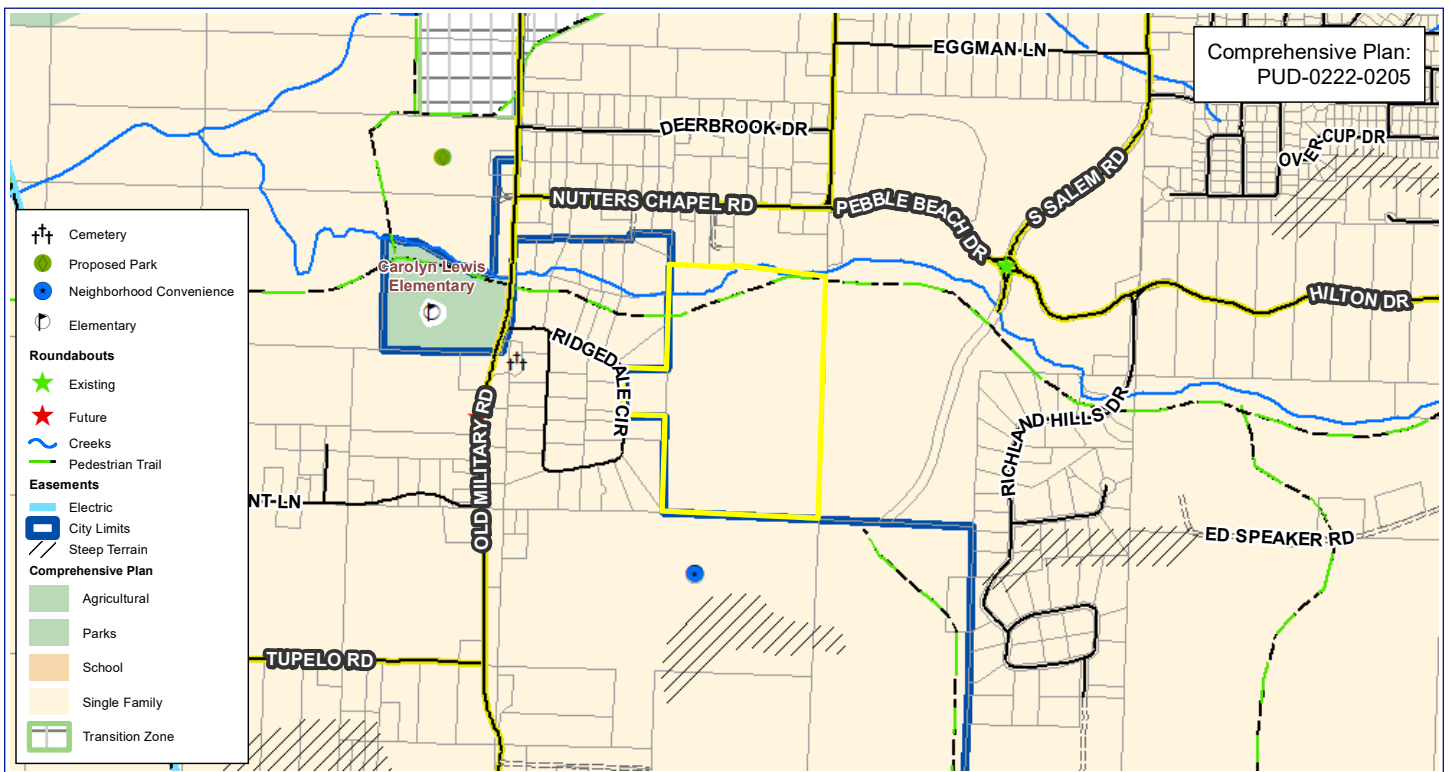 Comprehensive Plan:
PUD-0222-0205
EGGMAN LN
DEERBROOK DR
OVERCUP DR
NUTTERS CHAPEL RD
PEBBLE BEACH DR
S SALEM RD
HILTON DR
Carolyn Lewis
Elementary
RIDGEDALE CIR
OLD MILITARY RD
RICHLAND HILLS DR
NT LN
ED SPEAKER RD
TUPELO RD
Cemetery
Proposed Park
Neighborhood Convenience
Elementary
Roundabouts
Existing
Future
Creeks
Pedestrian Trail
Easements
Electric
City Limits
Steep Terrain
Comprehensive Plan
Agricultural
Parks
School
Single Family
Transition Zone